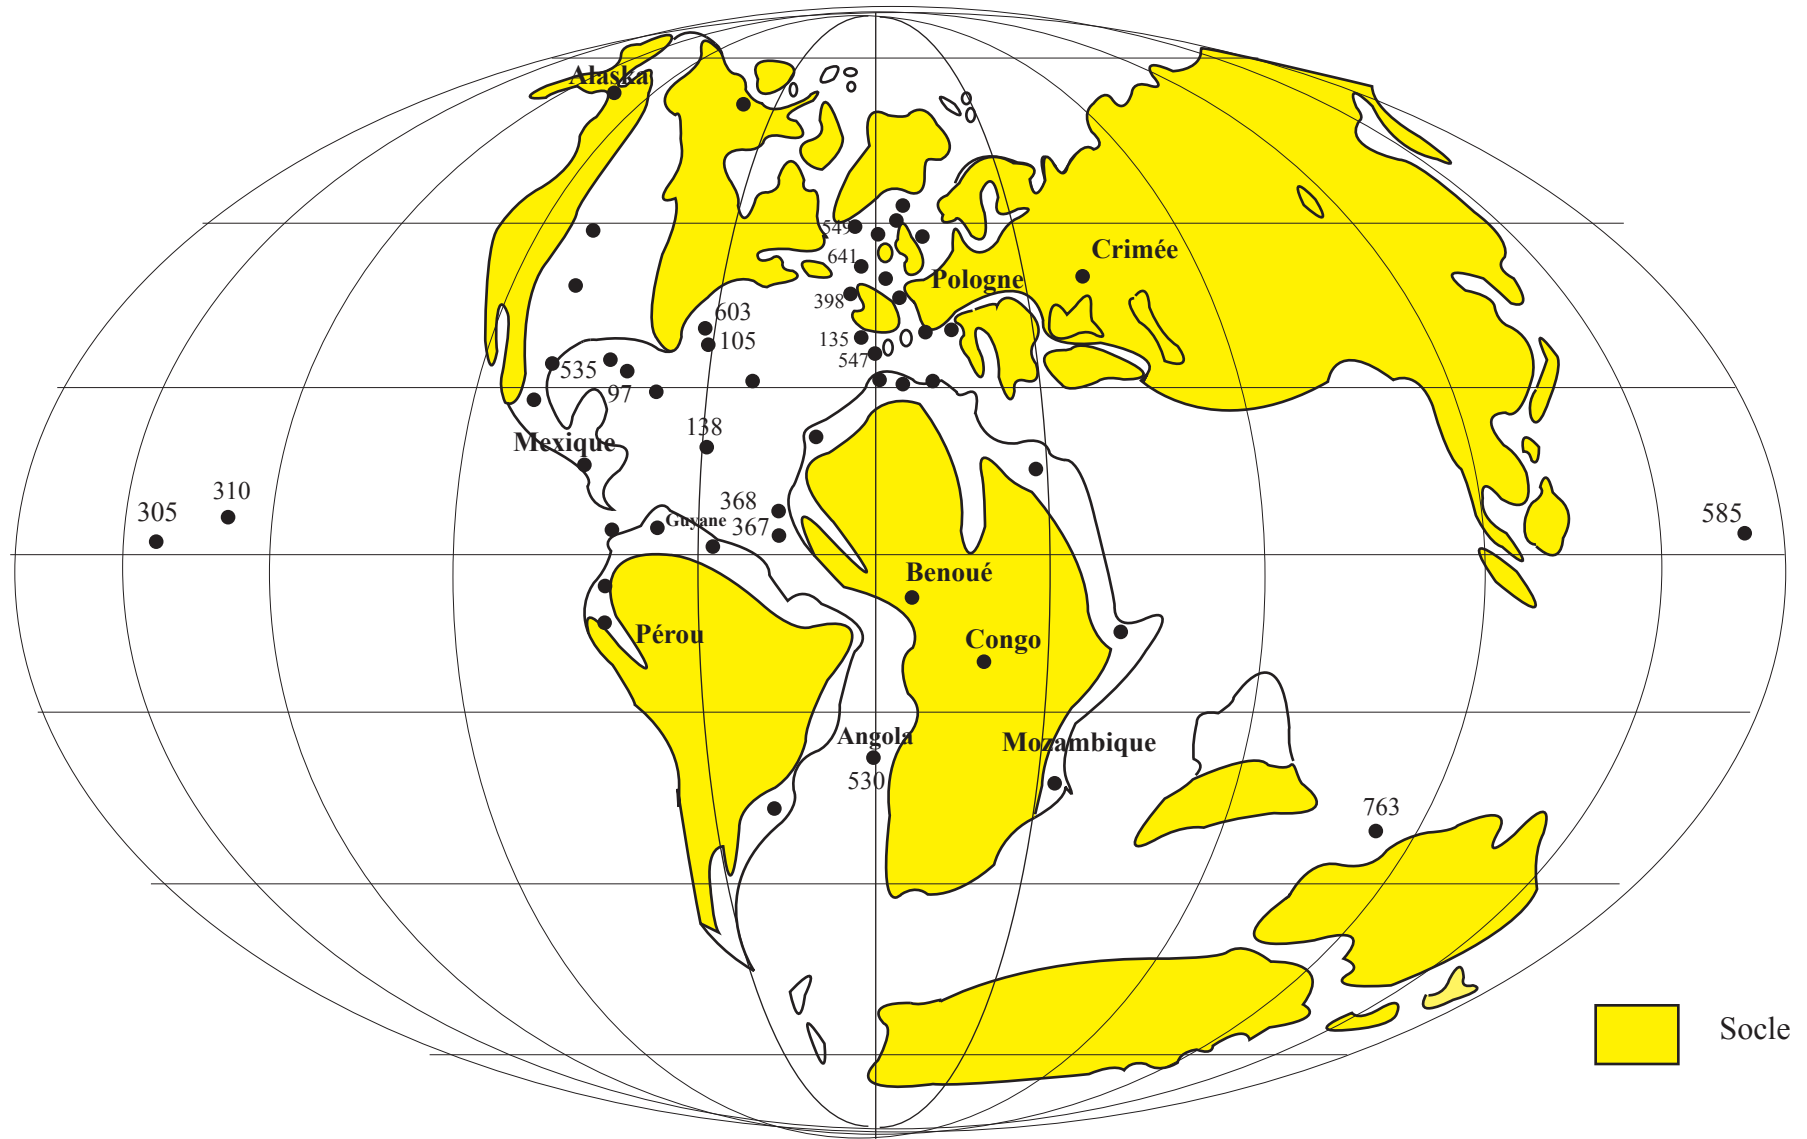 Alaska
549
Crimée
641
Pologne
398
603
135
105
547
535
97
138
Mexique
310
368
305
Guyane
367
585
Benoué
Pérou
Congo
Angola
Mozambique
530
763
Socle